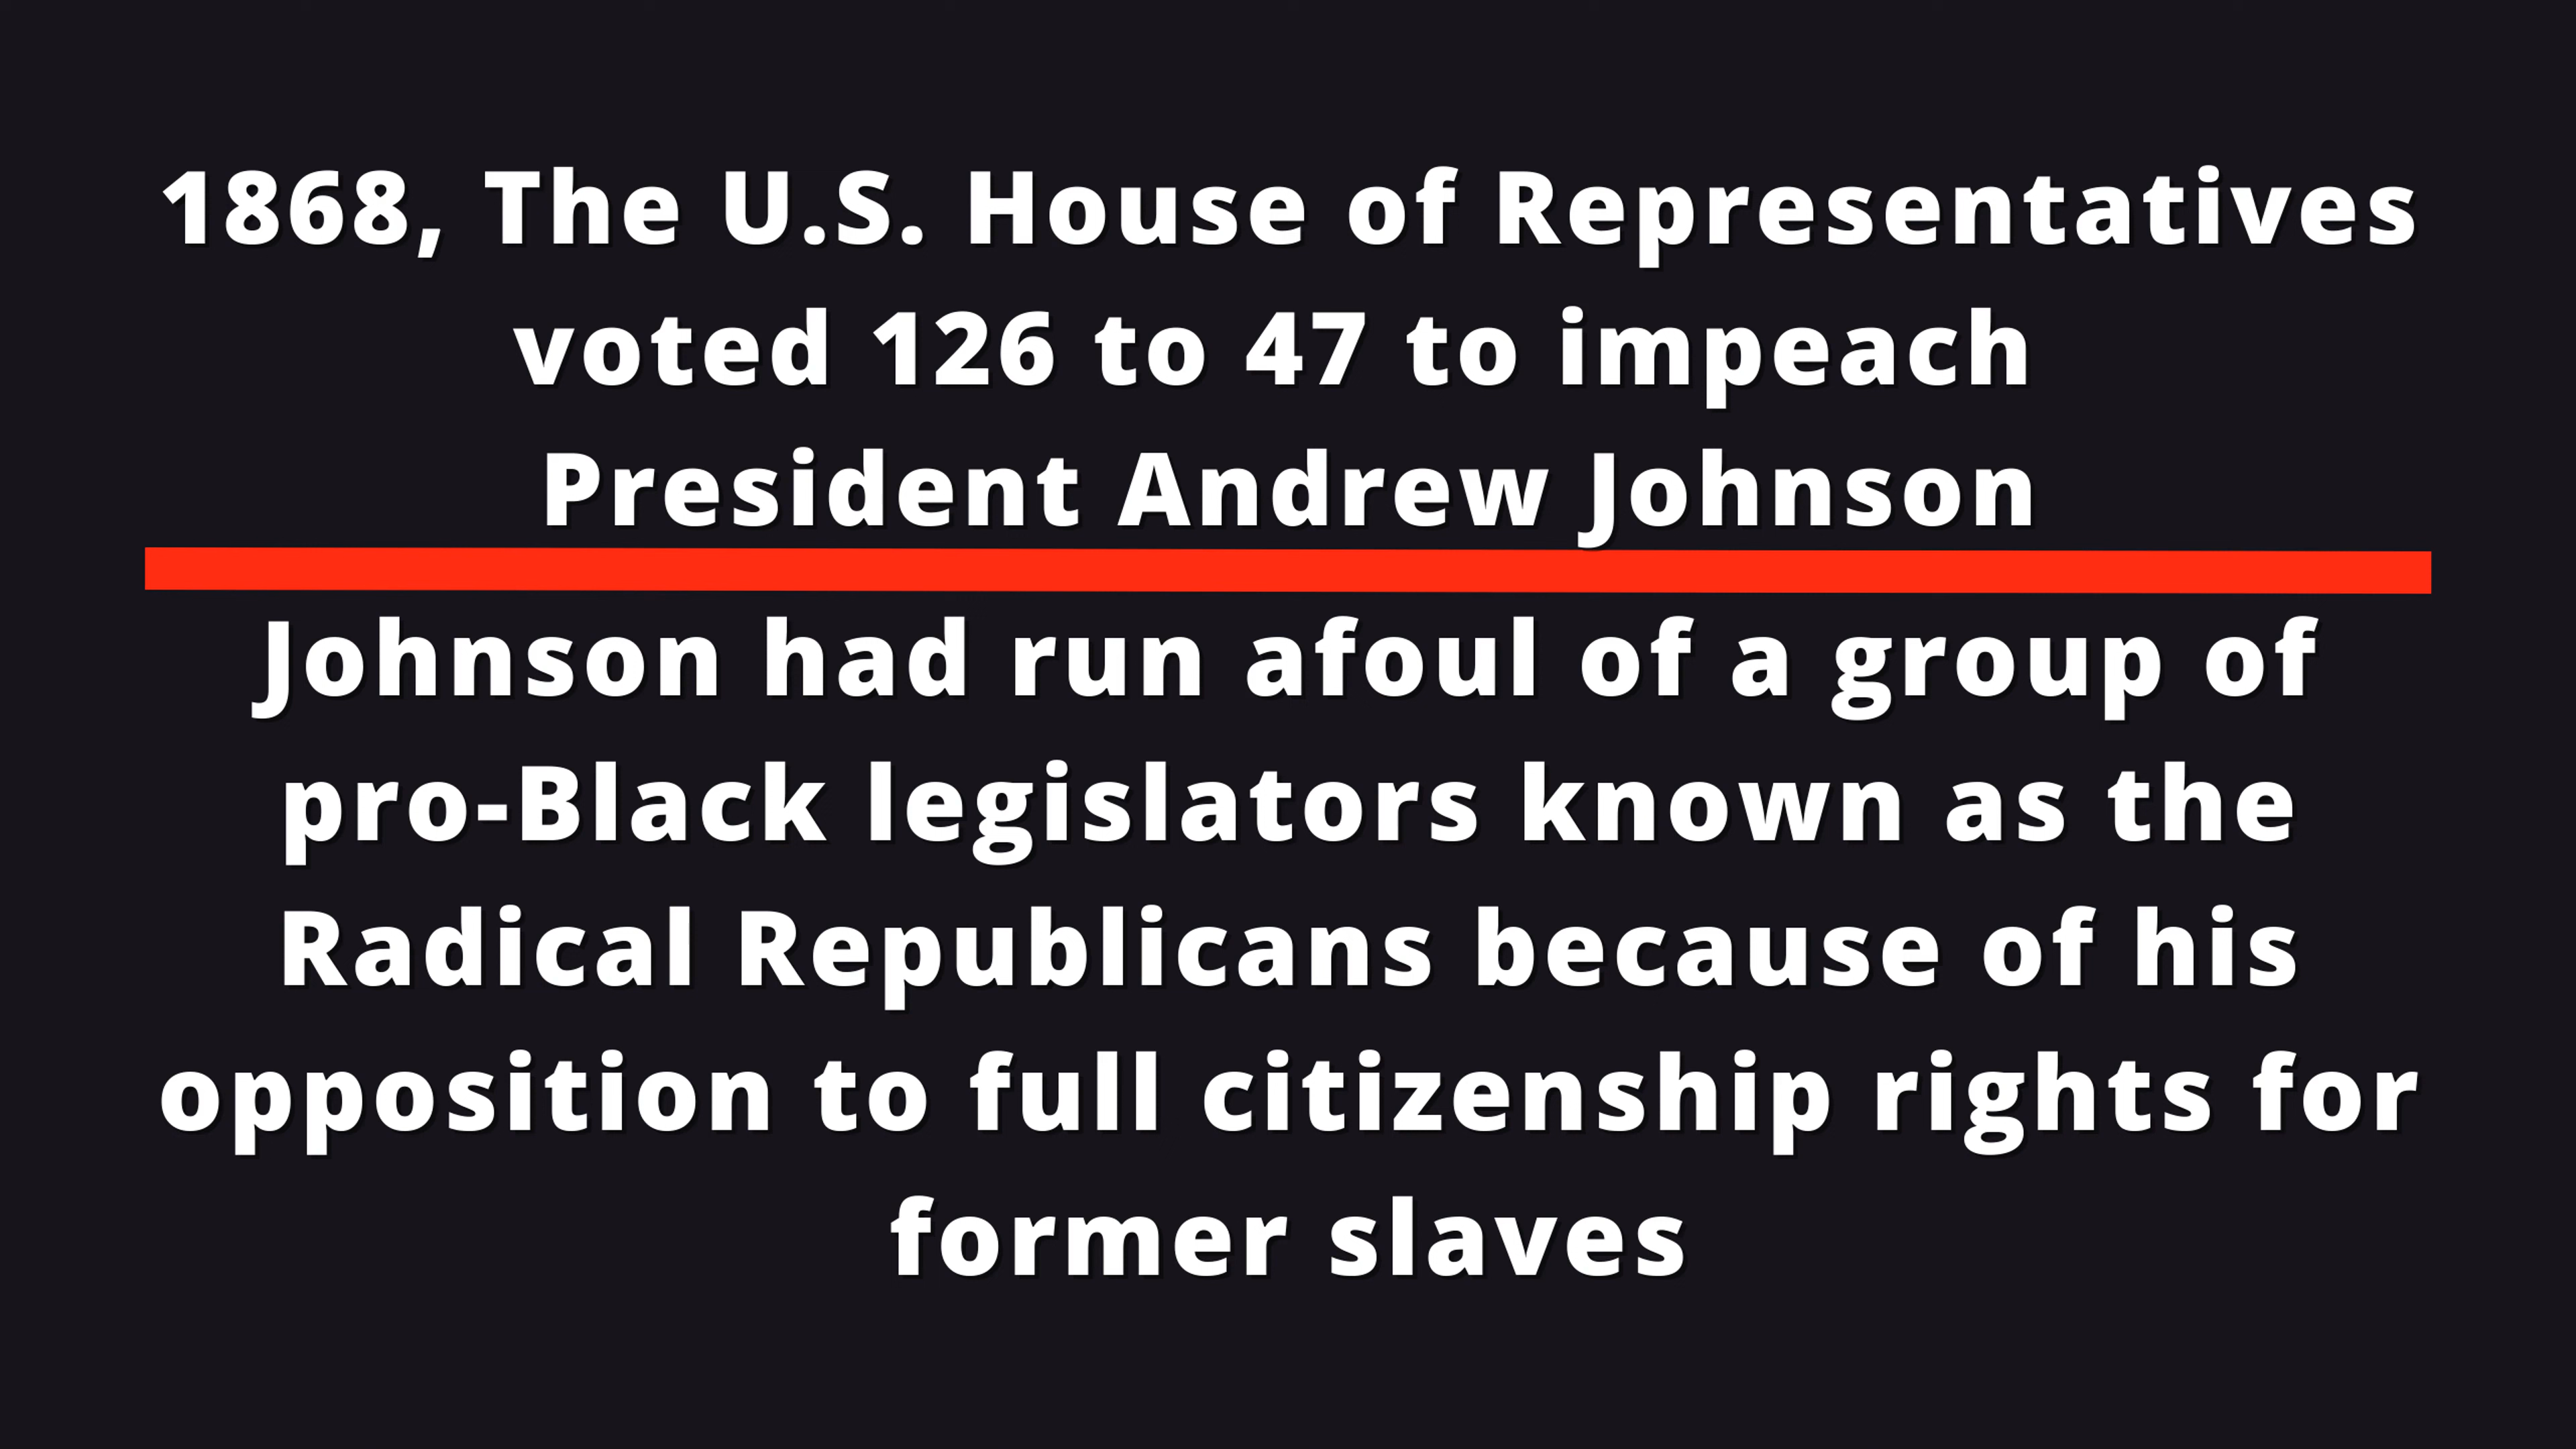 1868, The U.S. House of Representatives
voted 126 to 47 to impeach
President Andrew Johnson
Johnson had run afoul of a group of
pro-Black legislators known as the
Radical Republicans because of his
opposition to full citizenship rights for
former slaves